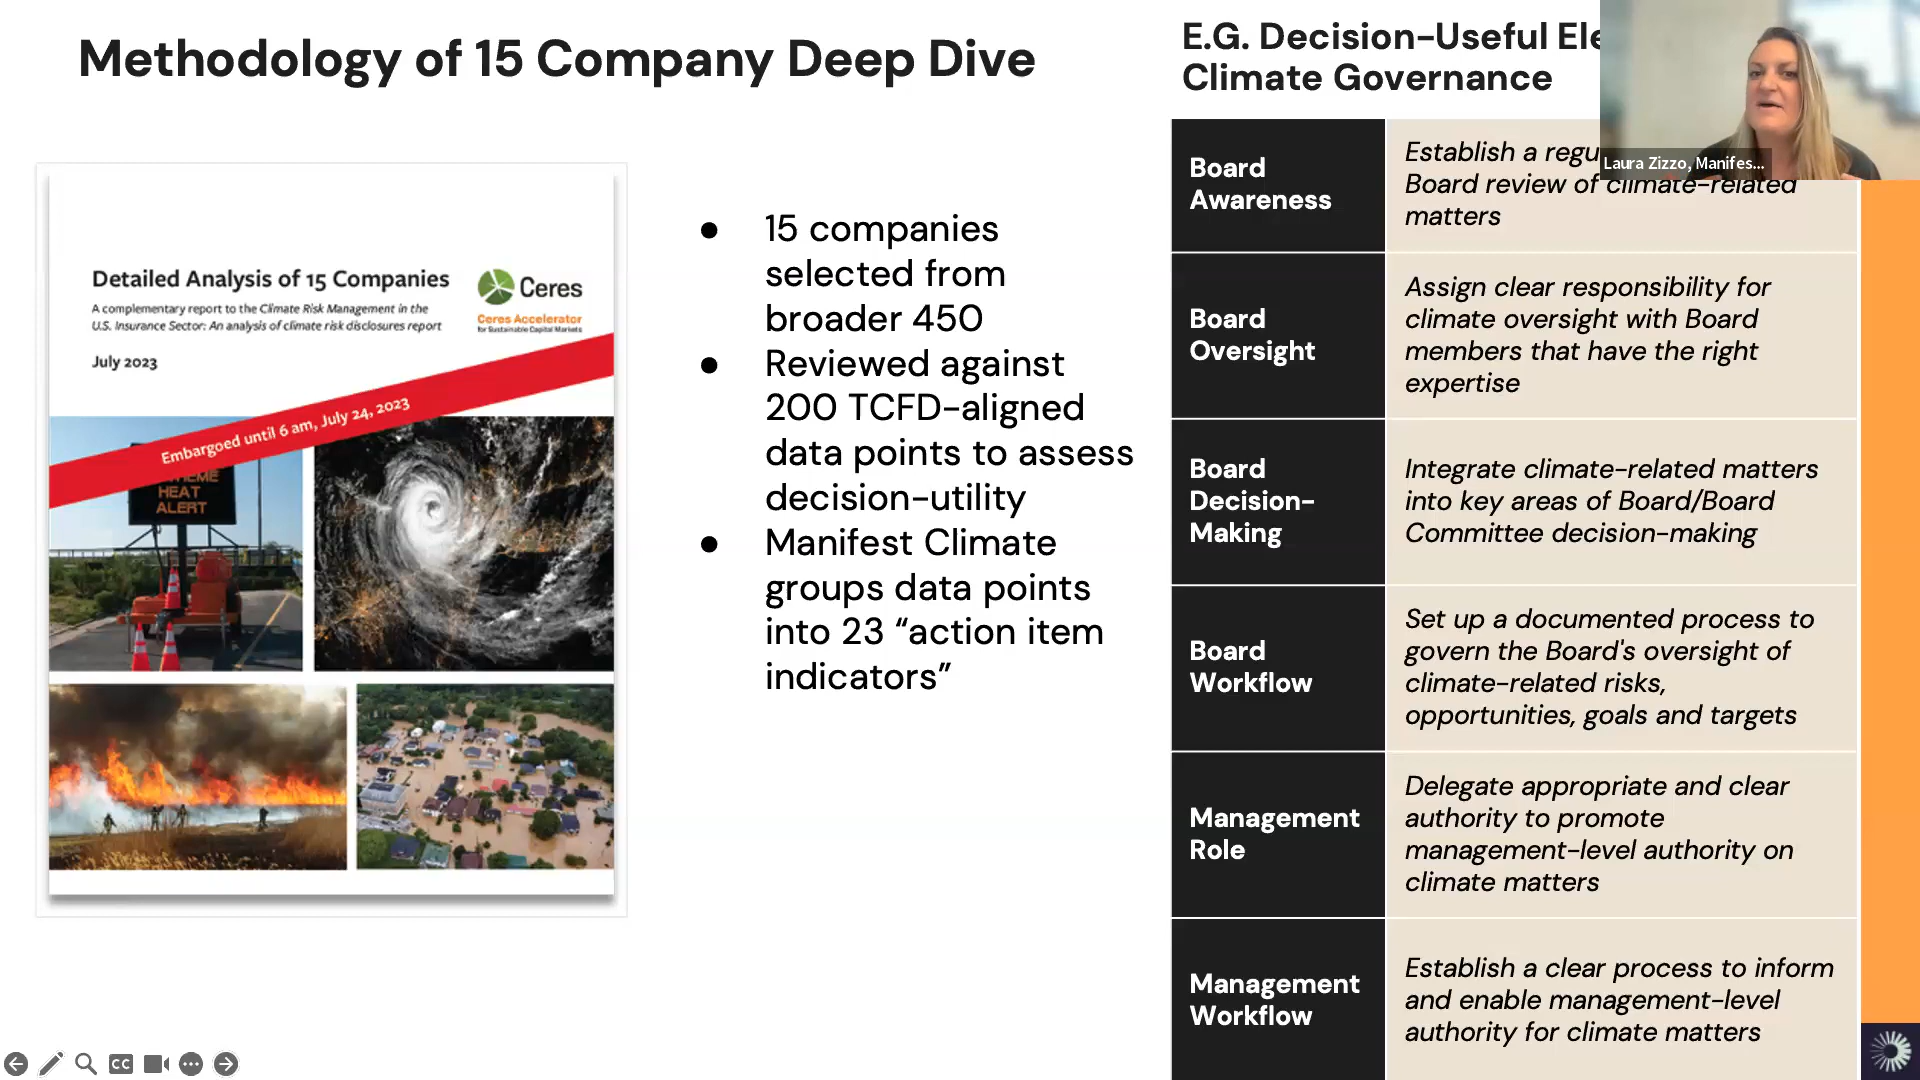 Methodology of 15 Company Deep Dive
Detailed Analysis of 15 Companies
A complementary report to the Climate Risk Management in the
U.S. Insurance Sector: An analysis of climate risk disclosures report
July 2023
Ceres
Ceres Accelerator
for Sustainable Capital Markets
Embargoed until 6 am, July 24, 2023
HEAT
ALERT
● 15 companies
selected from
broader 450
● Reviewed against
200 TCFD-aligned
data points to assess
decision-utility
● Manifest Climate
groups data points
into 23 “action item
indicators”
E.G. Decision-Useful
Climate Governance
Laura Zizzo, Manifes...
Board
Awareness
Establish a
Board review of climate-related
matters
Board
Oversight
Assign clear responsibility for
climate oversight with Board
members that have the right
expertise
Board
Decision-
Making
Integrate climate-related matters
into key areas of Board/Board
Committee decision-making
Board
Workflow
Set up a documented process to
govern the Board's oversight of
climate-related risks,
opportunities, goals and targets
Management
Role
Delegate appropriate and clear
authority to promote
management-level authority on
climate matters
Management
Workflow
Establish a clear process to inform
and enable management-level
authority for climate matters
CC